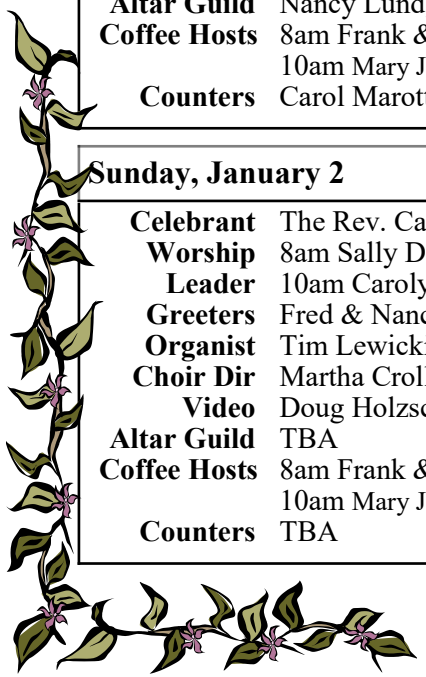 Altar Guild Nancy Lund
Coffee Hosts 8am Frank &
10am Mary J
Counters Carol Marott
Sunday, January 2
Celebrant The Rev. Ca
Worship 8am Sally D
Leader 10am Caroly
Greeters Fred & Nanc
Organist Tim Lewicki
Choir Dir Martha Croll
Video Doug Holzsc
Altar Guild TBA
Coffee Hosts 8am Frank &
10am Mary J
Counters TBA